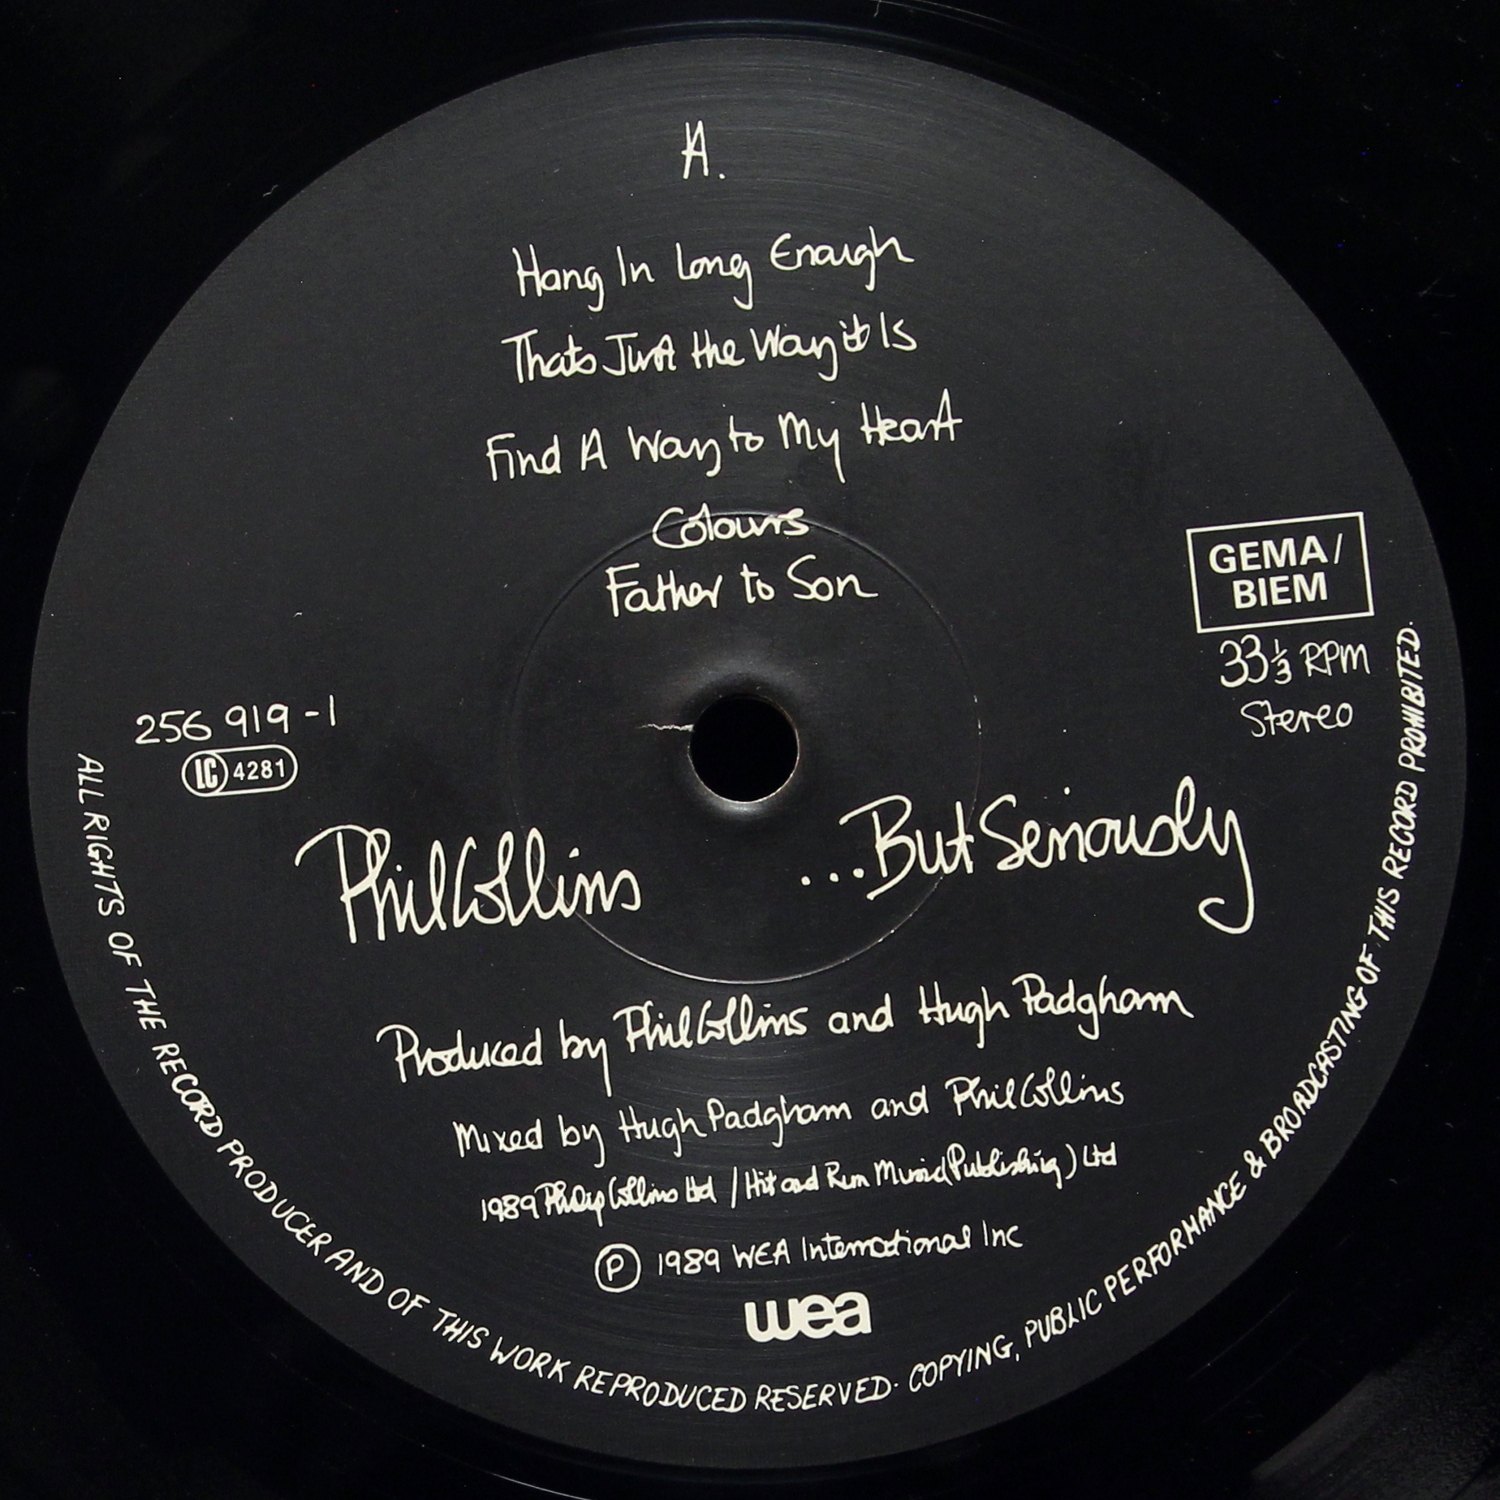 A.
Hang In Long Enough
Thats Just the Way it Is
Find A Way to My Heart
Colours
Father to Son
GEMA/
BIEM
33⅓ RPM
Stereo
256 919-1
LC 4281
Phil Collins ...But Seriously
Produced by Phil Collins and Hugh Padgham
Mixed by Hugh Padgham and Phil Collins
1989 Philip Collins Ltd / Hit and Run Music (Publishing) Ltd
Ⓟ 1989 WEA International Inc
wea
ALL RIGHTS OF THE RECORD PRODUCER AND OF THIS WORK REPRODUCED RESERVED· COPYING, PUBLIC PERFORMANCE & BROADCASTING OF THIS RECORD PROHIBITED.